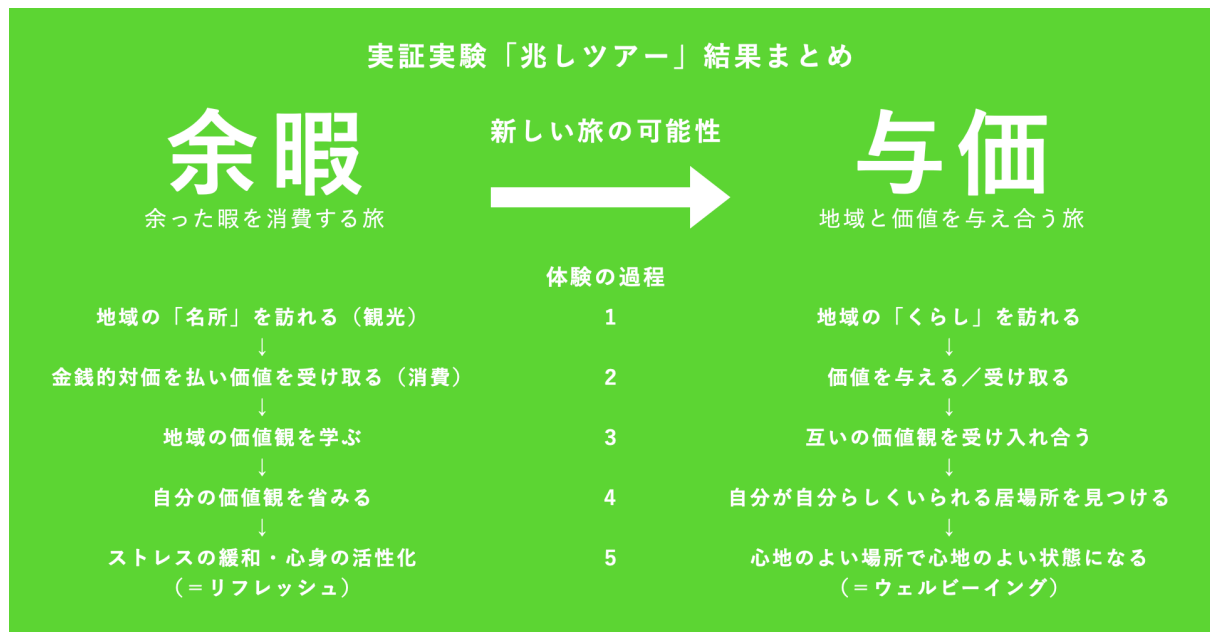 実証実験「兆しツアー」結果まとめ
余暇
余った暇を消費する旅
新しい旅の可能性
与価
地域と価値を与え合う旅
体験の過程
地域の「名所」を訪れる（観光） 1 地域の「くらし」を訪れる
↓ ↓
金銭的対価を払い価値を受け取る（消費） 2 価値を与える／受け取る
↓ ↓
地域の価値観を学ぶ 3 互いの価値観を受け入れ合う
↓ ↓
自分の価値観を省みる 4 自分が自分らしくいられる居場所を見つける
↓ ↓
ストレスの緩和・心身の活性化 5 心地のよい場所で心地のよい状態になる
（＝リフレッシュ） （＝ウェルビーイング）